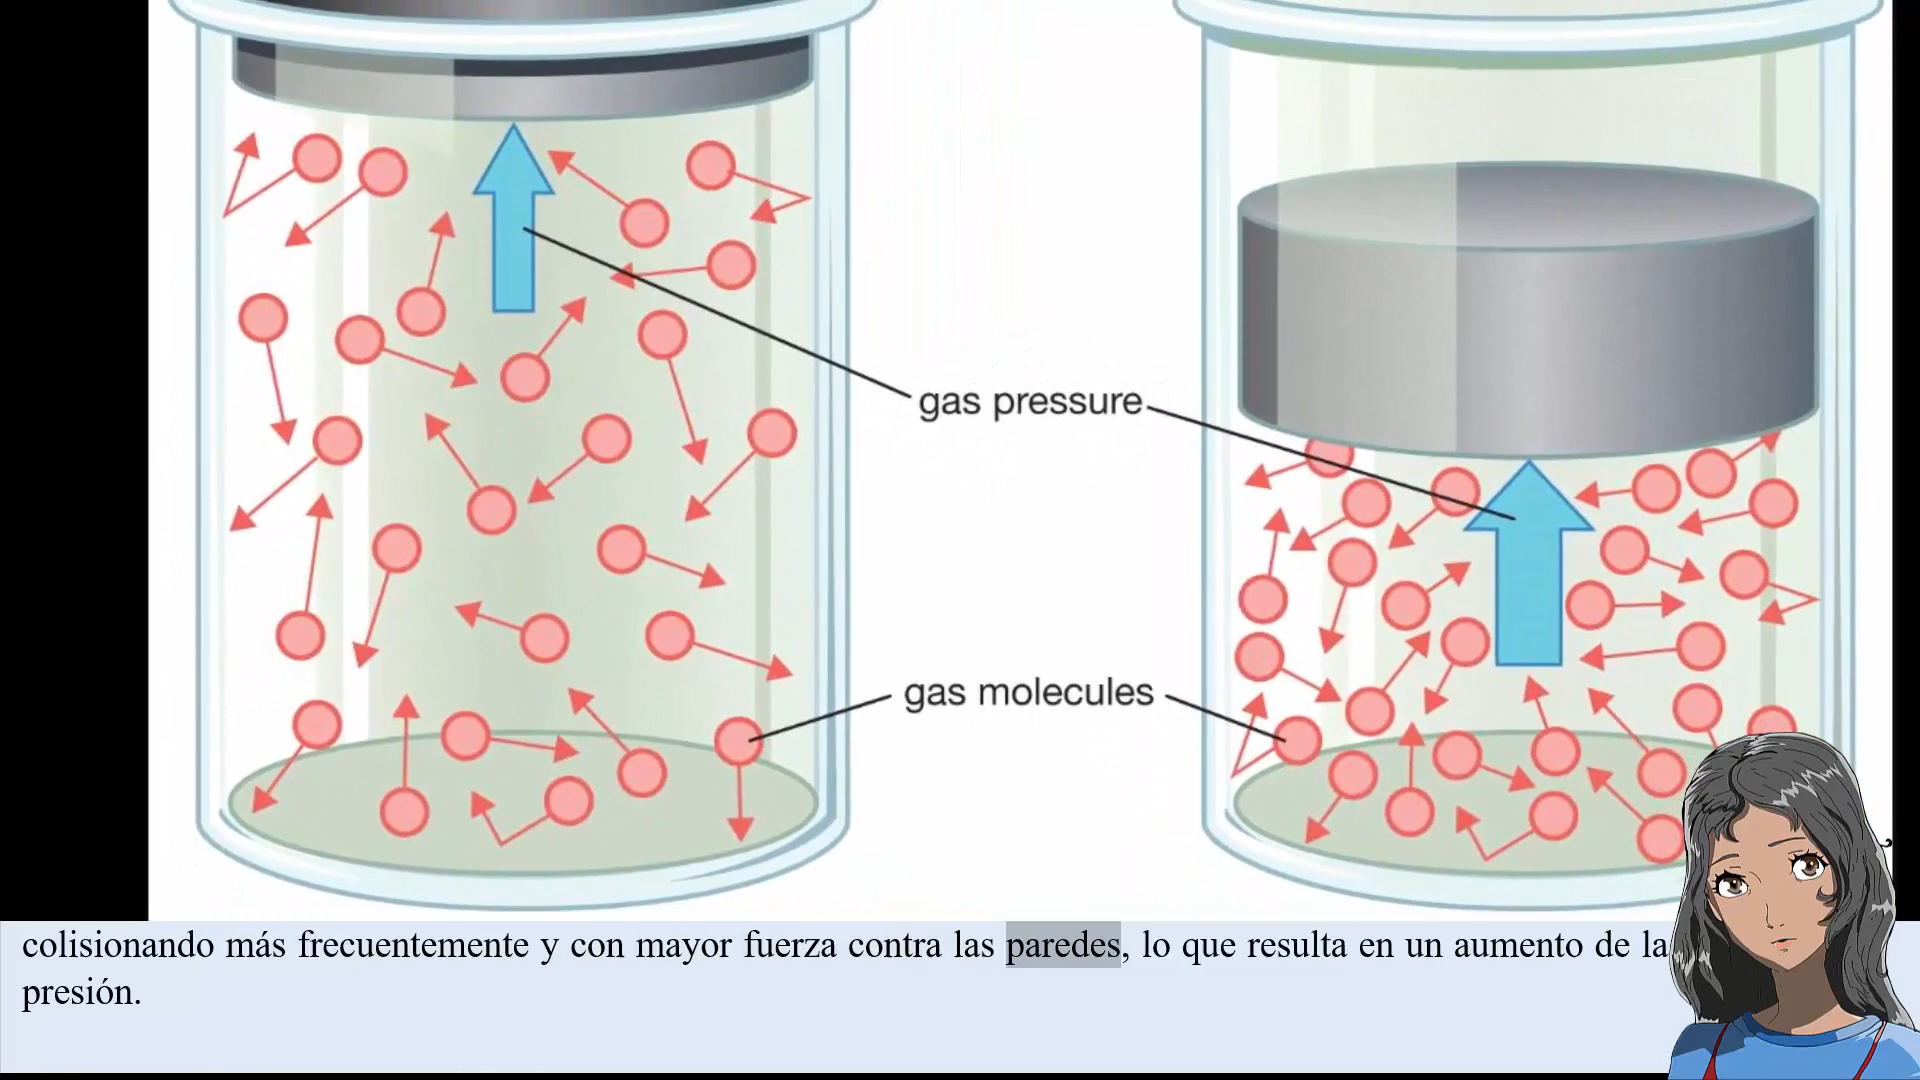 gas pressure
gas molecules
colisionando más frecuentemente y con mayor fuerza contra las paredes, lo que resulta en un aumento de la
presión.